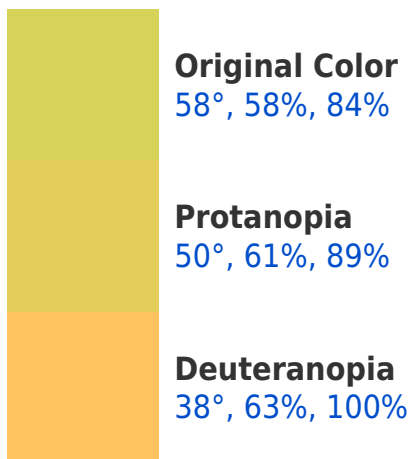 Original Color
58°, 58%, 84%
Protanopia
50°, 61%, 89%
Deuteranopia
38°, 63%, 100%